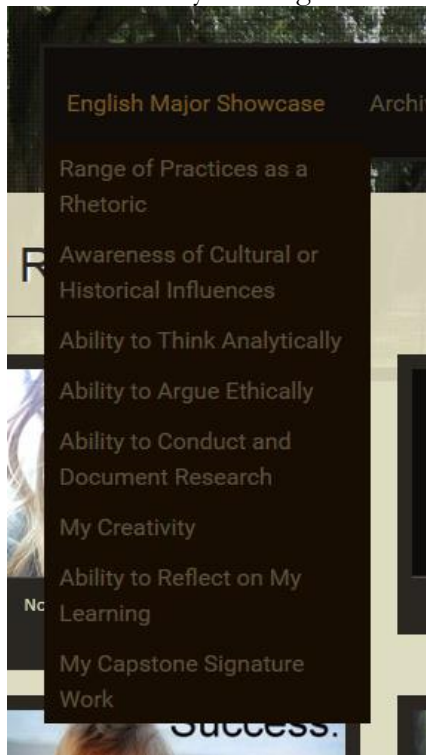 English Major Showcase Archi
Range of Practices as a
Rhetoric
Awareness of Cultural or
Historical Influences
Ability to Think Analytically
Ability to Argue Ethically
Ability to Conduct and
Document Research
My Creativity
Ability to Reflect on My
Learning
No
My Capstone Signature
Work
Success.